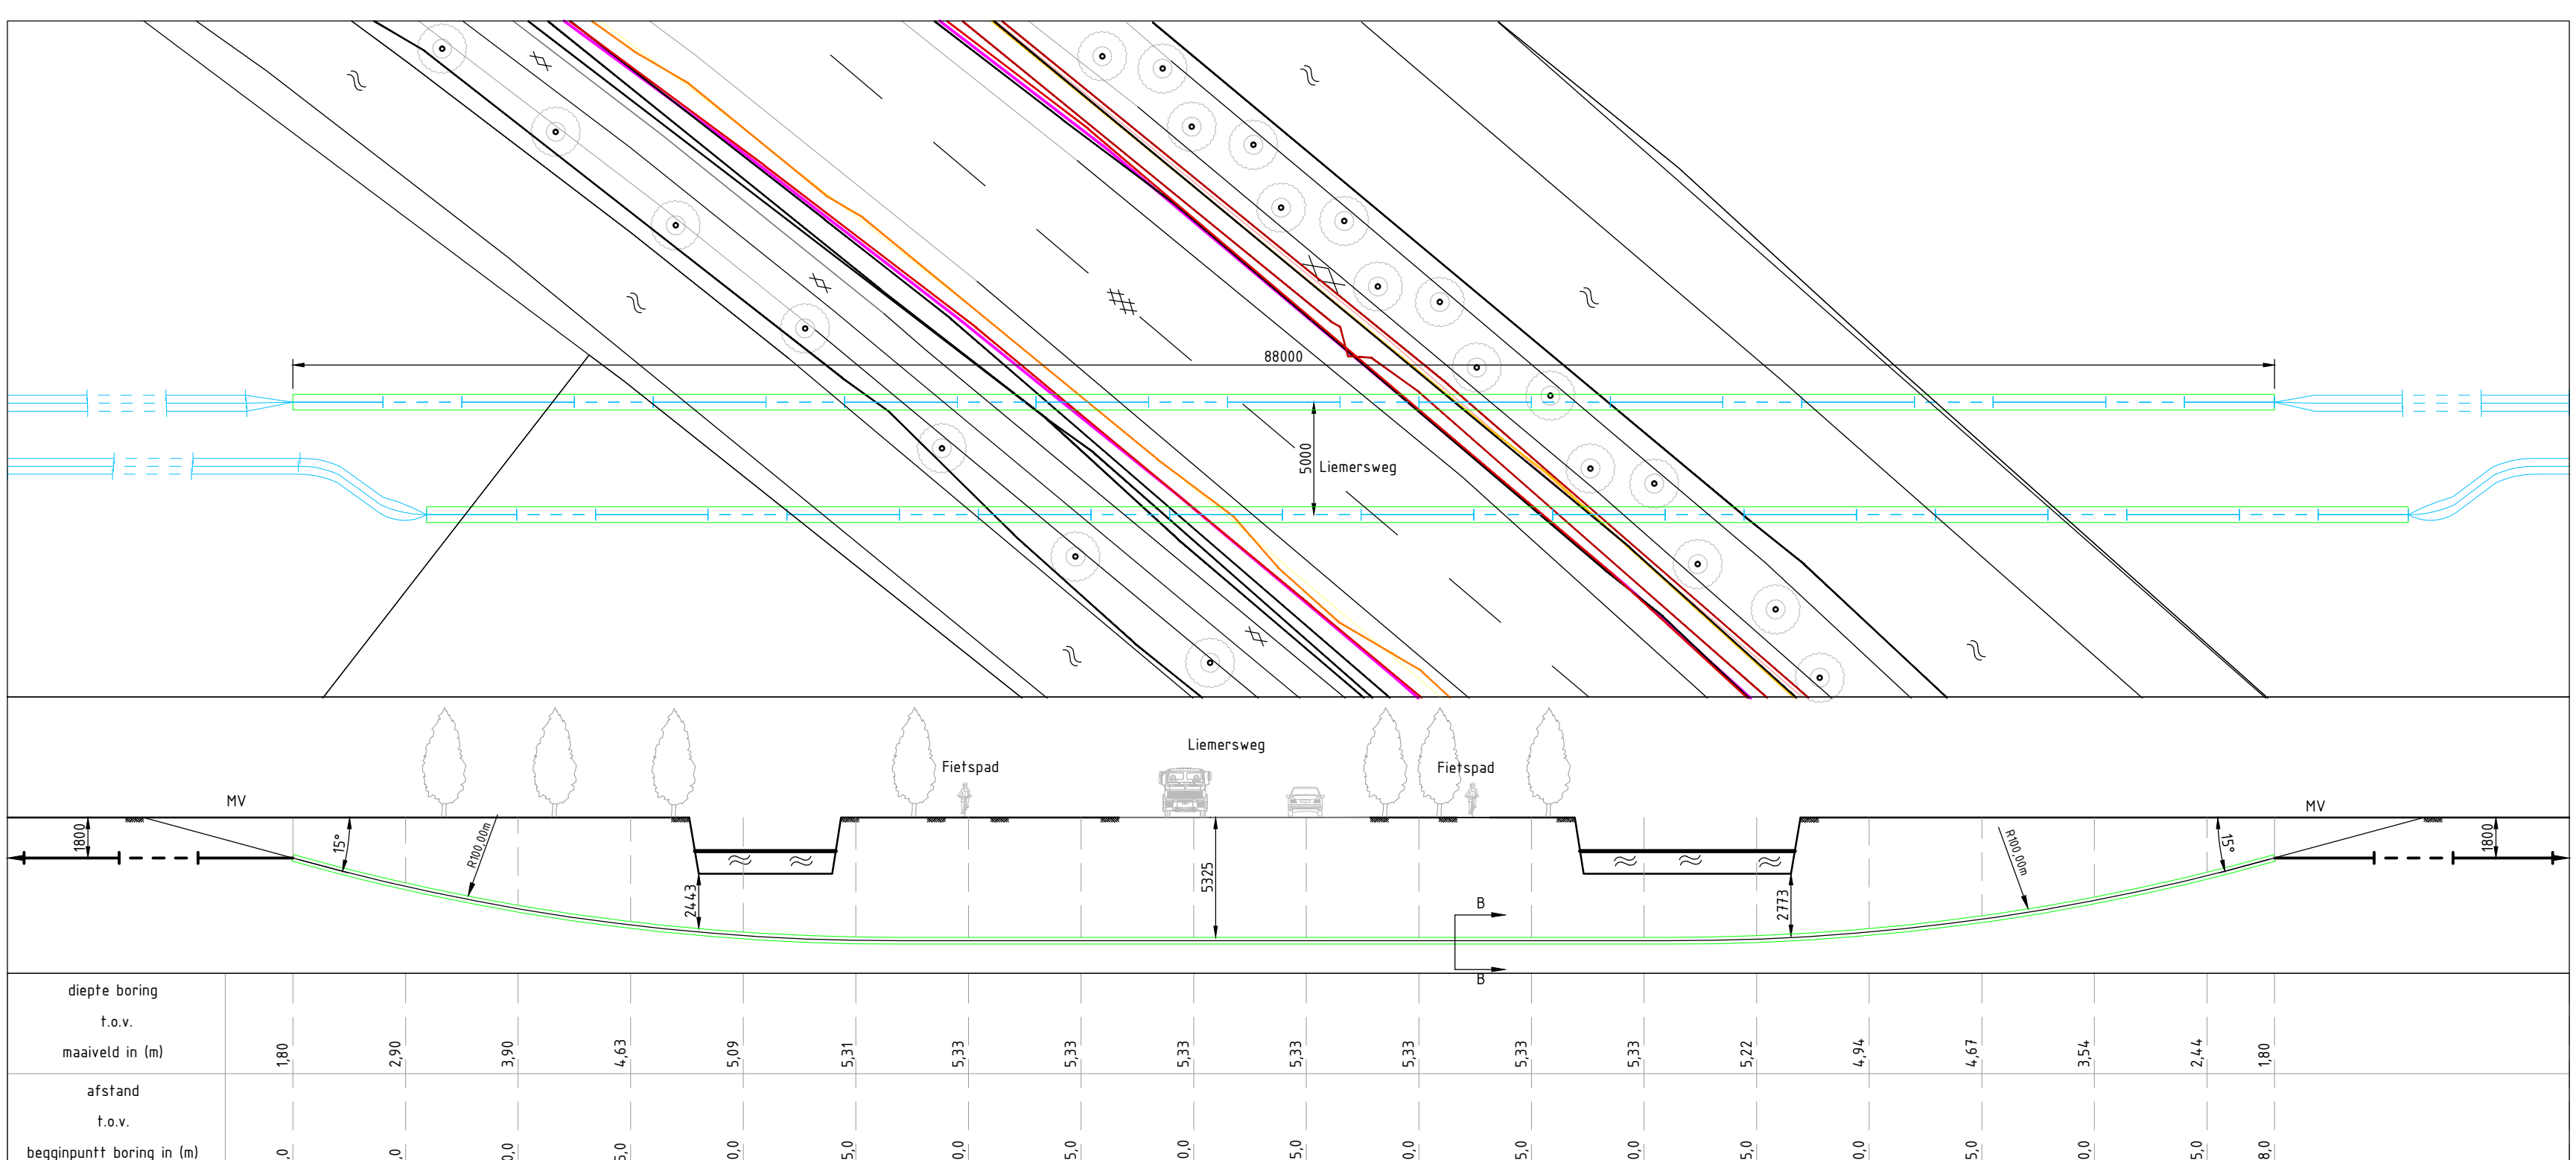 88000
5000
Liemersweg
Liemersweg
Fietspad
Fietspad
MV
MV
1800
15°
R100,00m
2443
5325
B
B
2773
R100,00m
15°
1800
diepte boring
t.o.v.
maaiveld in (m)
1,80 2,90 3,90 4,63 5,09 5,31 5,33 5,33 5,33 5,33 5,33 5,33 5,33 5,22 4,94 4,67 3,54 2,44 1,80
afstand
t.o.v.
begginpuntt boring in (m)